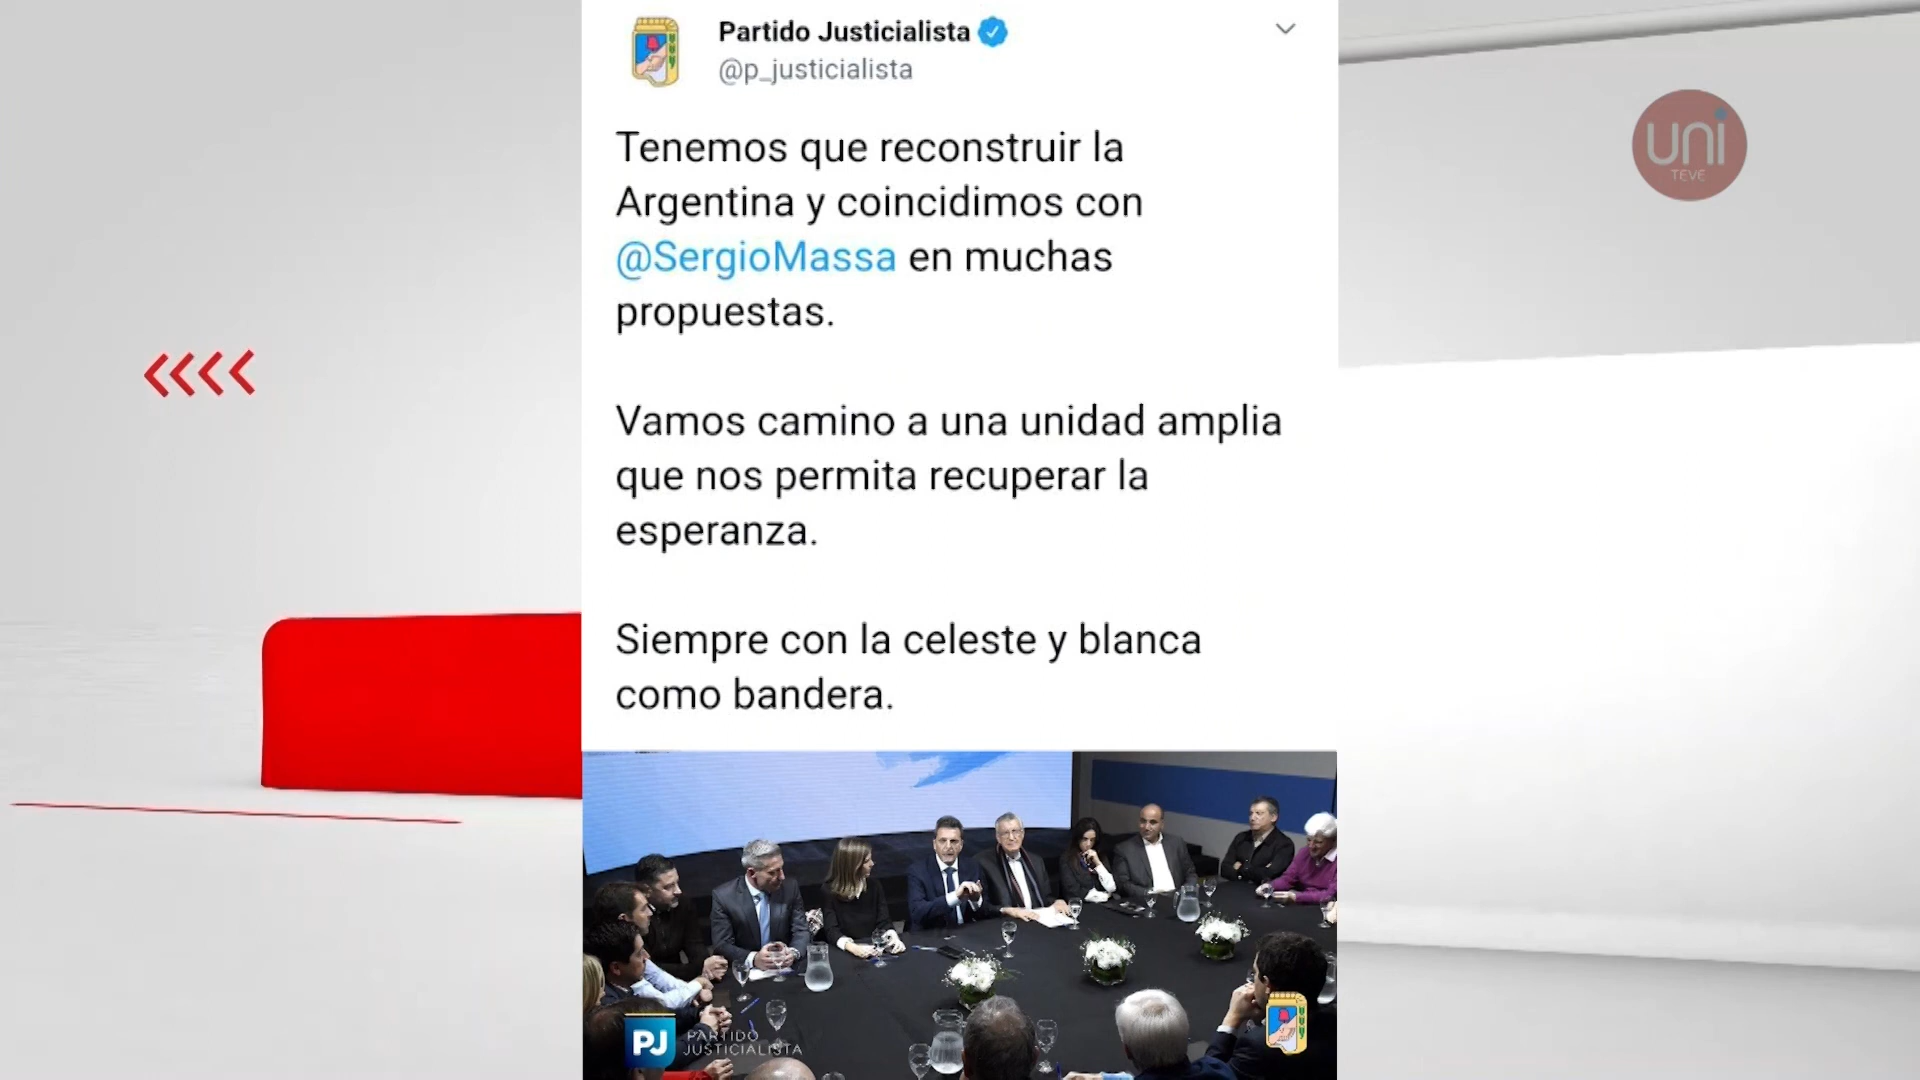 Partido Justicialista
@p_justicialista
uni
TEVE
Tenemos que reconstruir la
Argentina y coincidimos con
@SergioMassa en muchas
propuestas.
Vamos camino a una unidad amplia
que nos permita recuperar la
esperanza.
Siempre con la celeste y blanca
como bandera.
PJ
PARTIDO
JUSTICIALISTA